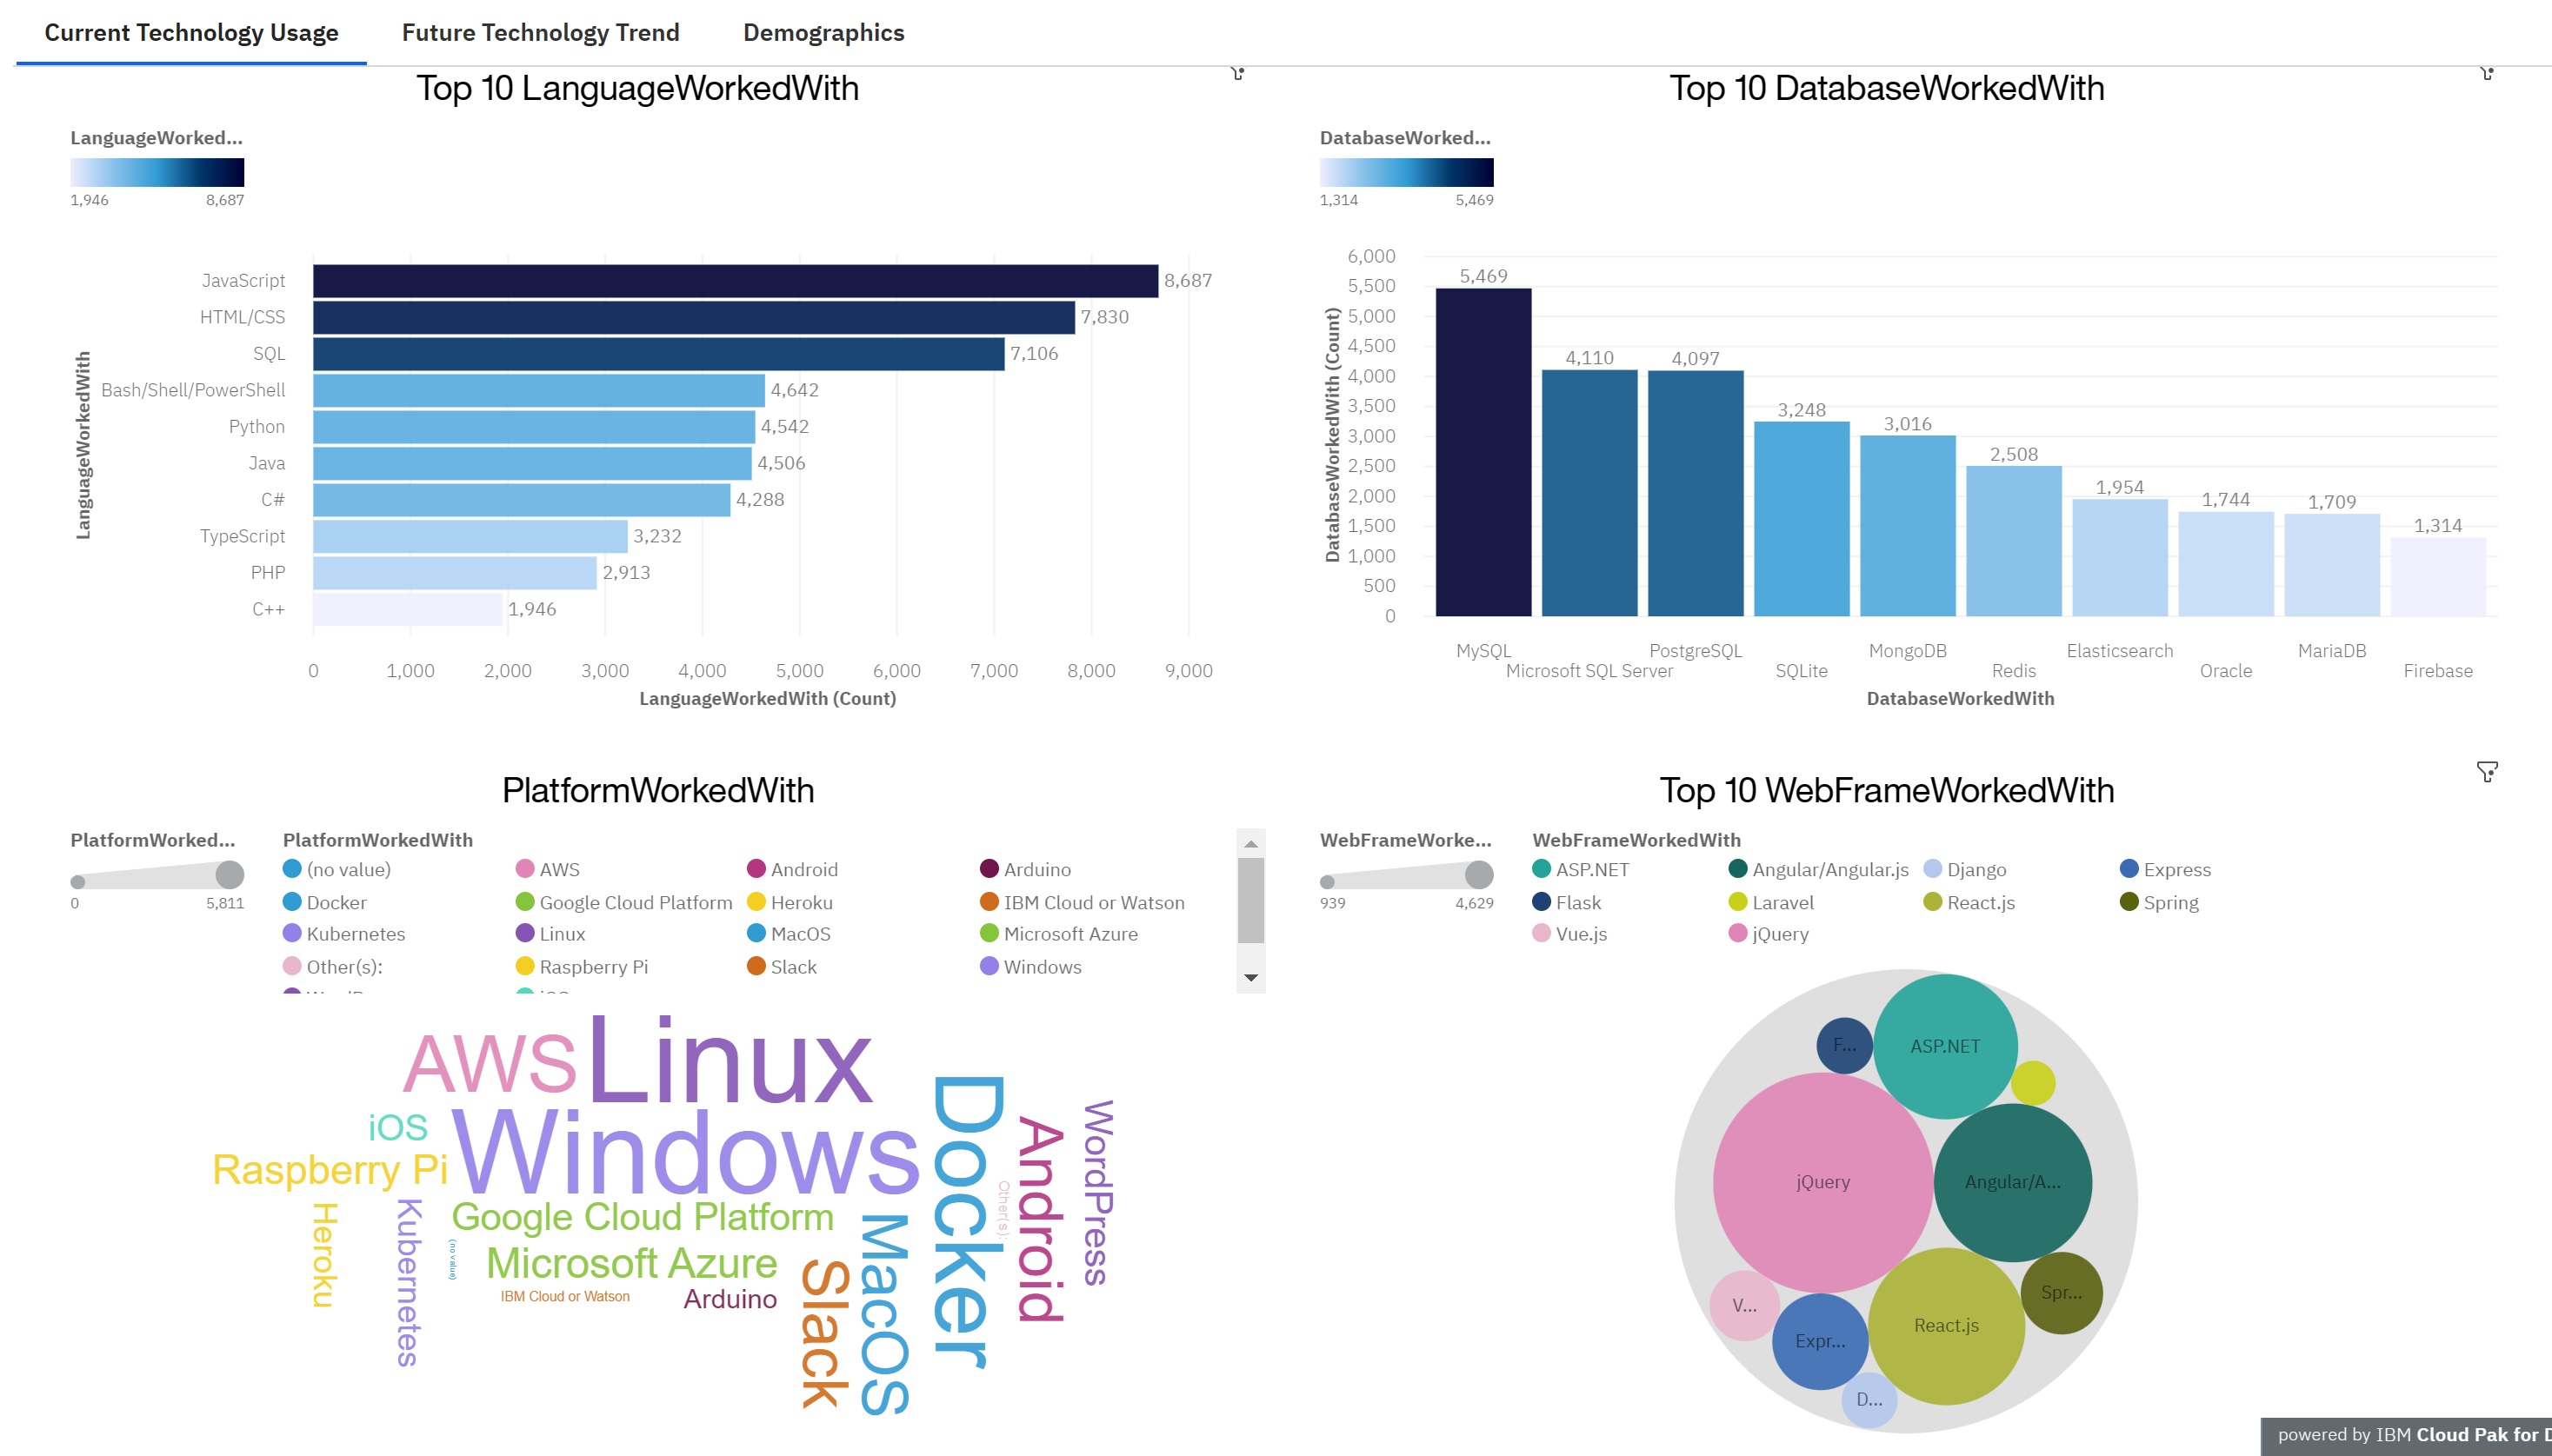 Current Technology Usage
Future Technology Trend
Demographics
Top 10 LanguageWorkedWith
LanguageWorked...
1,946 8,687
LanguageWorkedWith
JavaScript 8,687
HTML/CSS 7,830
SQL 7,106
Bash/Shell/PowerShell 4,642
Python 4,542
Java 4,506
C# 4,288
TypeScript 3,232
PHP 2,913
C++ 1,946
0 1,000 2,000 3,000 4,000 5,000 6,000 7,000 8,000 9,000
LanguageWorkedWith (Count)
Top 10 DatabaseWorkedWith
DatabaseWorked...
1,314 5,469
DatabaseWorkedWith (Count)
6,000
5,500
5,000
4,500
4,000
3,500
3,000
2,500
2,000
1,500
1,000
500
0
5,469
4,110
4,097
3,248
3,016
2,508
1,954
1,744
1,709
1,314
MySQL
Microsoft SQL Server
PostgreSQL
SQLite
MongoDB
Redis
Elasticsearch
Oracle
MariaDB
Firebase
DatabaseWorkedWith
PlatformWorkedWith
PlatformWorked...
0 5,811
PlatformWorkedWith
(no value) AWS Android Arduino
Docker Google Cloud Platform Heroku IBM Cloud or Watson
Kubernetes Linux MacOS Microsoft Azure
Other(s): Raspberry Pi Slack Windows
AWS
Linux
iOS
Windows
Docker
Android
WordPress
Other(s):
Raspberry Pi
Heroku
Kubernetes
Google Cloud Platform
(no value)
Microsoft Azure
IBM Cloud or Watson
Arduino
Slack
MacOS
Top 10 WebFrameWorkedWith
WebFrameWorke...
939 4,629
WebFrameWorkedWith
ASP.NET Angular/Angular.js Django Express
Flask Laravel React.js Spring
Vue.js jQuery
F...
ASP.NET
jQuery
Angular/A...
V...
Expr...
React.js
Spr...
D...
powered by IBM Cloud Pak for